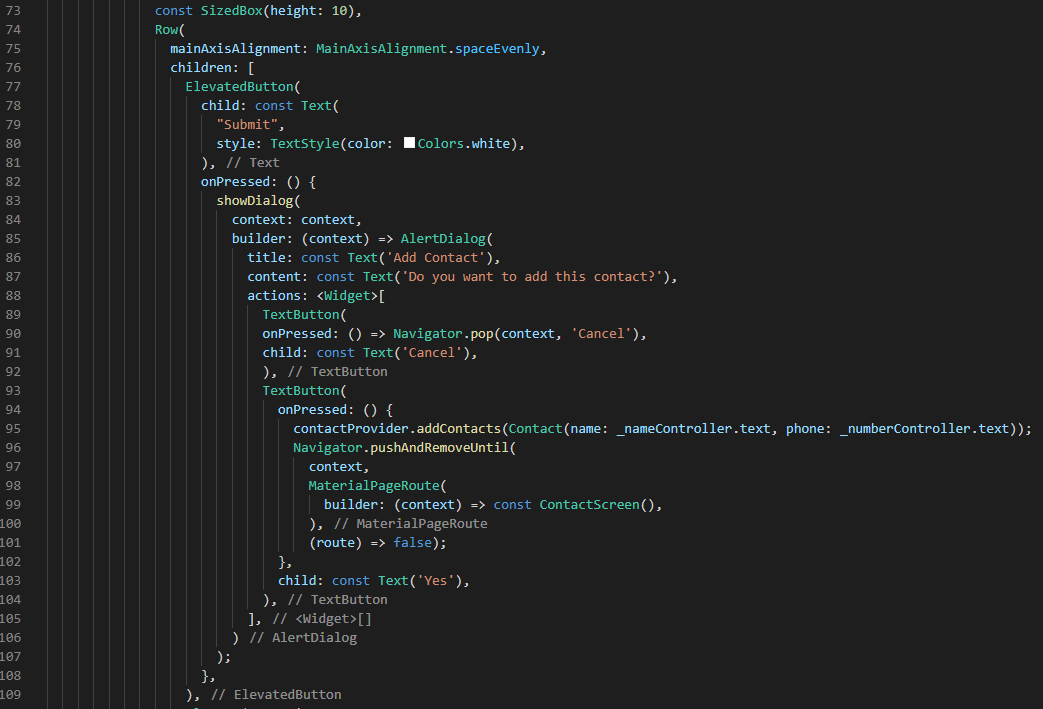 73 const SizedBox(height: 10),
74 Row(
75 mainAxisAlignment: MainAxisAlignment.spaceEvenly,
76 children: [
77 ElevatedButton(
78 child: const Text(
79 "Submit",
80 style: TextStyle(color: Colors.white),
81 ), // Text
82 onPressed: () {
83 showDialog(
84 context: context,
85 builder: (context) => AlertDialog(
86 title: const Text('Add Contact'),
87 content: const Text('Do you want to add this contact?'),
88 actions: <Widget>[
89 TextButton(
90 onPressed: () => Navigator.pop(context, 'Cancel'),
91 child: const Text('Cancel'),
92 ), // TextButton
93 TextButton(
94 onPressed: () {
95 contactProvider.addContacts(Contact(name: _nameController.text, phone: _numberController.text));
96 Navigator.pushAndRemoveUntil(
97 context,
98 MaterialPageRoute(
99 builder: (context) => const ContactScreen(),
100 ), // MaterialPageRoute
101 (route) => false);
102 },
103 child: const Text('Yes'),
104 ), // TextButton
105 ], // <Widget>[]
106 ) // AlertDialog
107 );
108 },
109 ), // ElevatedButton